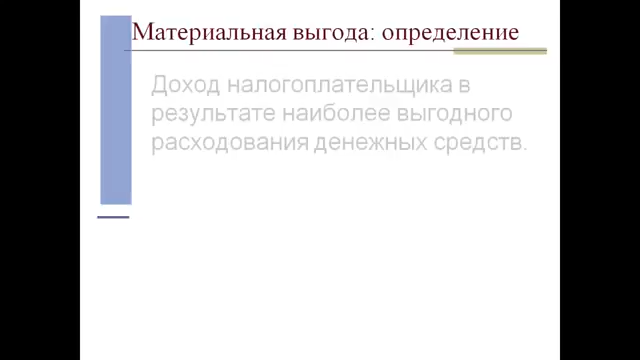 Материальная выгода: определение
Доход налогоплательщика в
результате наиболее выгодного
расходования денежных средств.